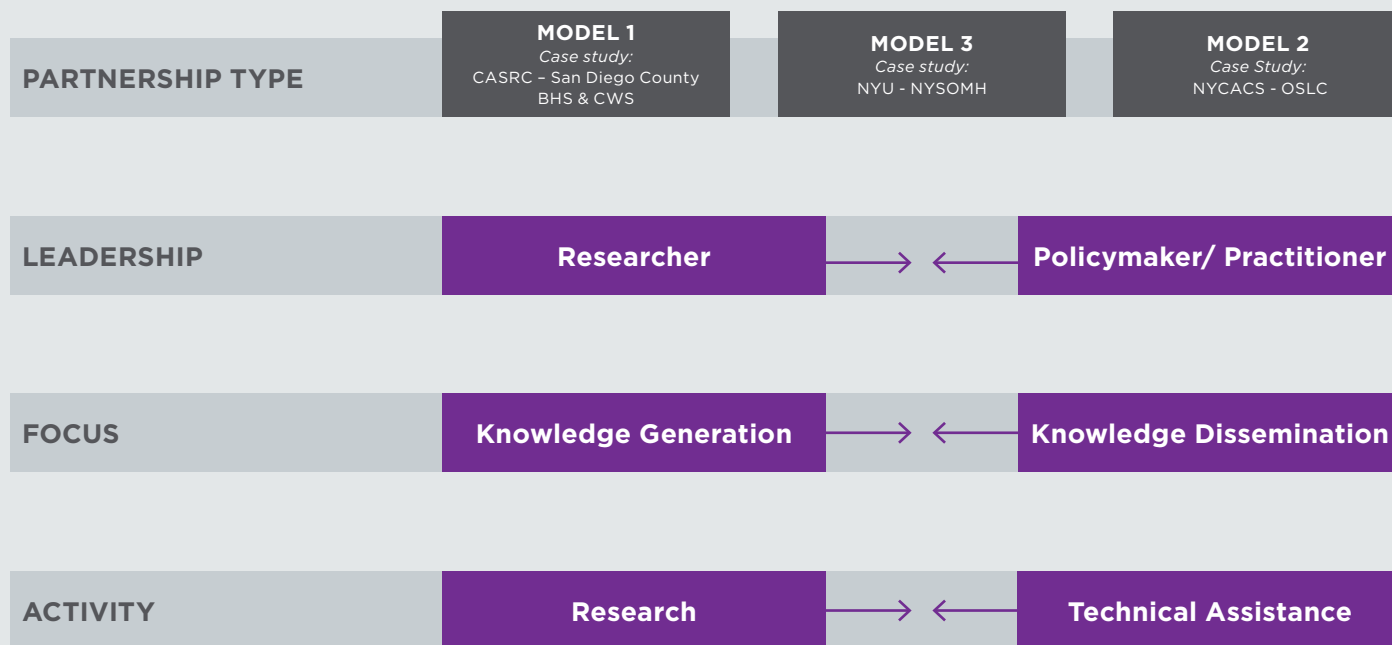 PARTNERSHIP TYPE
MODEL 1
Case study:
CASRC – San Diego County
BHS & CWS
MODEL 3
Case study:
NYU - NYSOMH
MODEL 2
Case Study:
NYCACS - OSLC
LEADERSHIP
Researcher
Policymaker/ Practitioner
FOCUS
Knowledge Generation
Knowledge Dissemination
ACTIVITY
Research
Technical Assistance